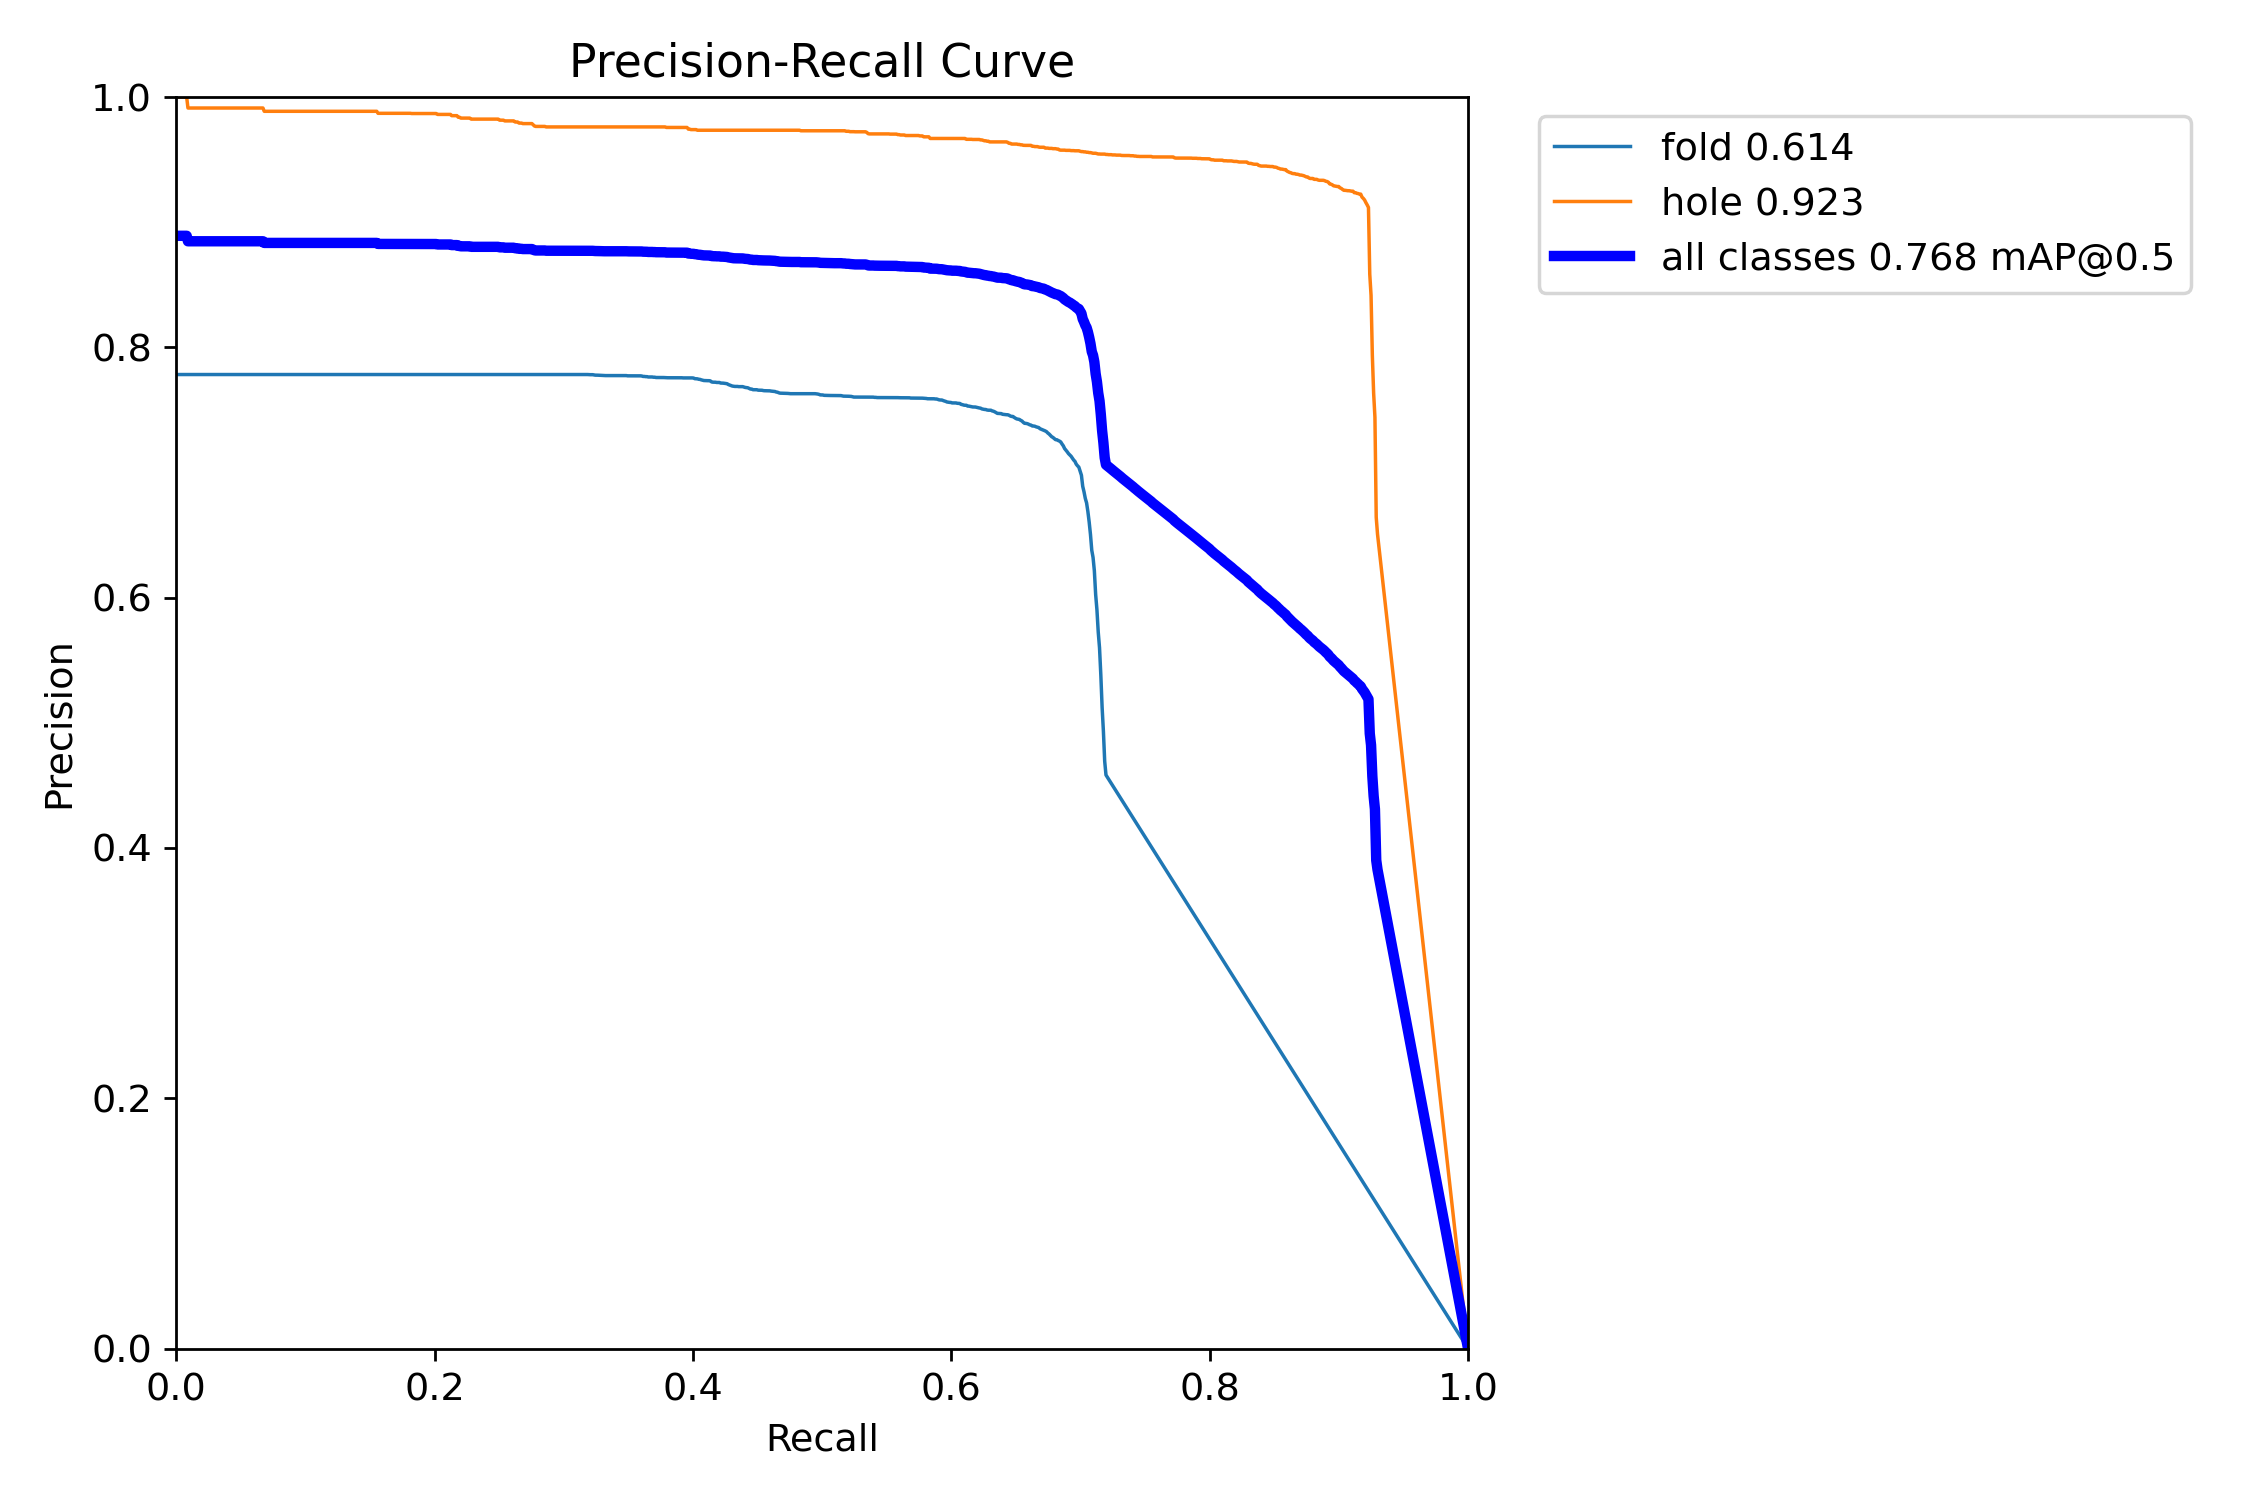 Precision-Recall Curve
1.0
0.8
0.6
0.4
0.2
0.0
Precision
0.0 0.2 0.4 0.6 0.8 1.0
Recall
fold 0.614
hole 0.923
all classes 0.768 mAP@0.5